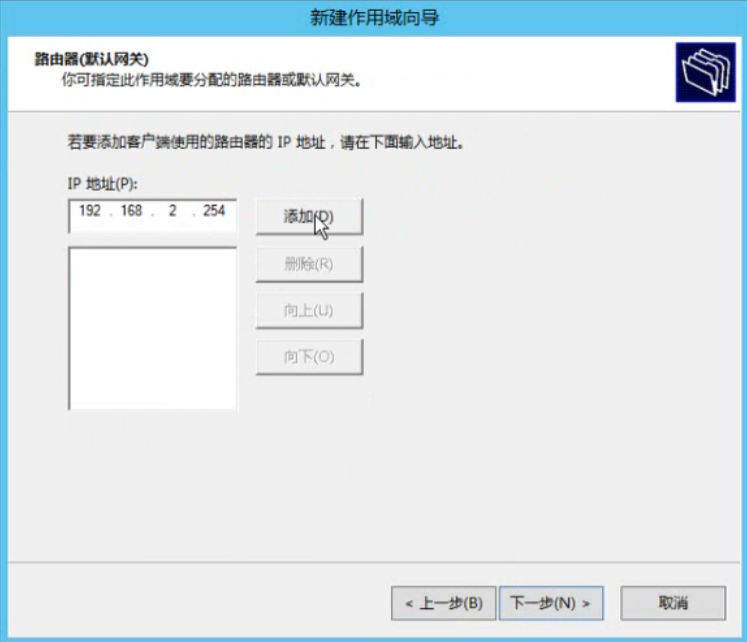 新建作用域向导
路由器(默认网关)
你可指定此作用域要分配的路由器或默认网关。
若要添加客户端使用的路由器的 IP 地址，请在下面输入地址。
IP 地址(P):
192 . 168 . 2 . 254
添加(D)
删除(R)
向上(U)
向下(O)
< 上一步(B)
下一步(N) >
取消